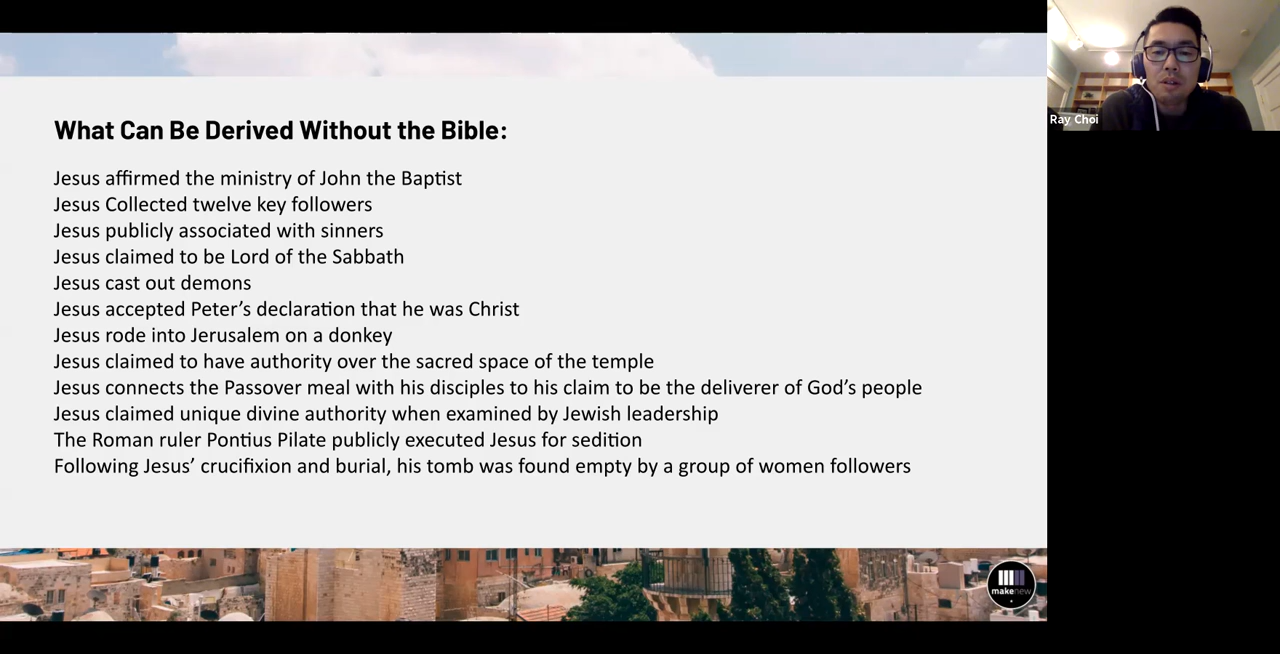 What Can Be Derived Without the Bible:
Jesus affirmed the ministry of John the Baptist
Jesus Collected twelve key followers
Jesus publicly associated with sinners
Jesus claimed to be Lord of the Sabbath
Jesus cast out demons
Jesus accepted Peter’s declaration that he was Christ
Jesus rode into Jerusalem on a donkey
Jesus claimed to have authority over the sacred space of the temple
Jesus connects the Passover meal with his disciples to his claim to be the deliverer of God’s people
Jesus claimed unique divine authority when examined by Jewish leadership
The Roman ruler Pontius Pilate publicly executed Jesus for sedition
Following Jesus’ crucifixion and burial, his tomb was found empty by a group of women followers
makenew
Ray Choi